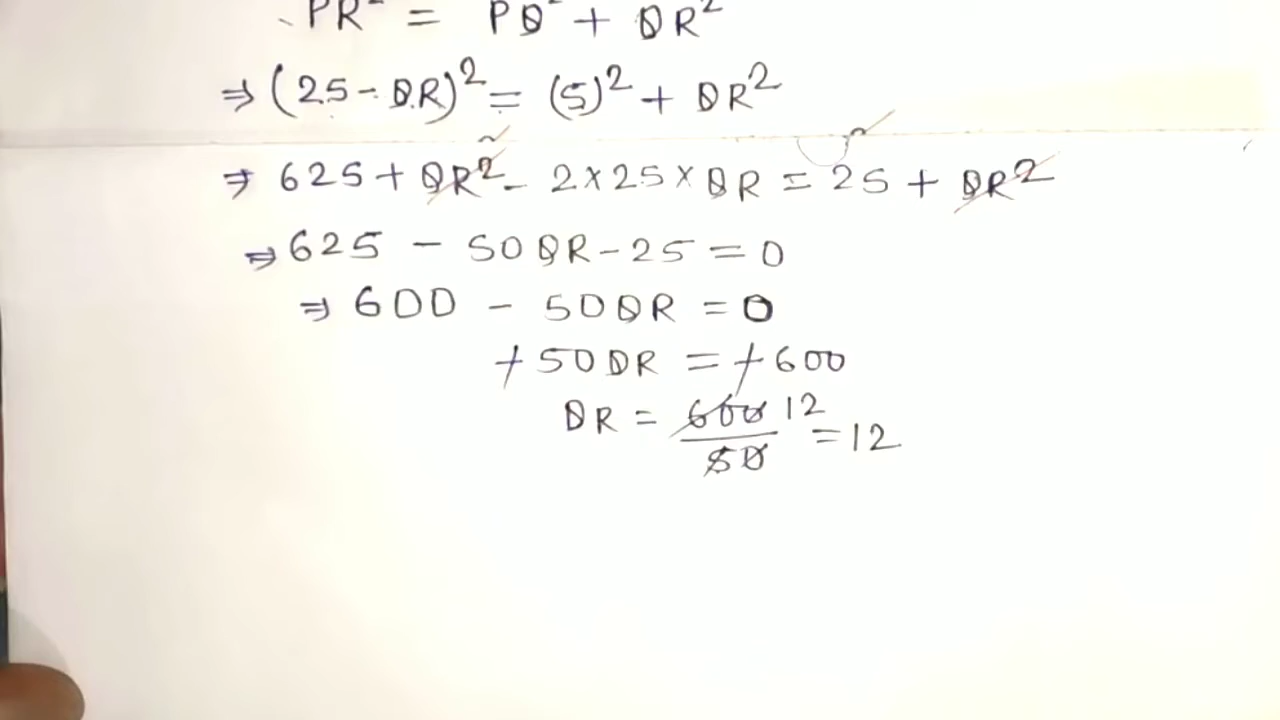 PR² = PQ² + QR²
⇒ (25 - QR)² = (5)² + QR²
⇒ 625 + QR² - 2×25×QR = 25 + QR²
⇒ 625 - 50QR - 25 = 0
⇒ 600 - 50QR = 0
+50QR = +600
QR = 600/50 12 = 12